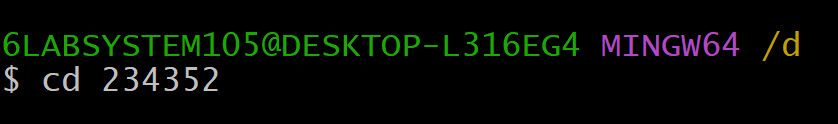 6LABSYSTEM105@DESKTOP-L316EG4 MINGW64 /d
$ cd 234352